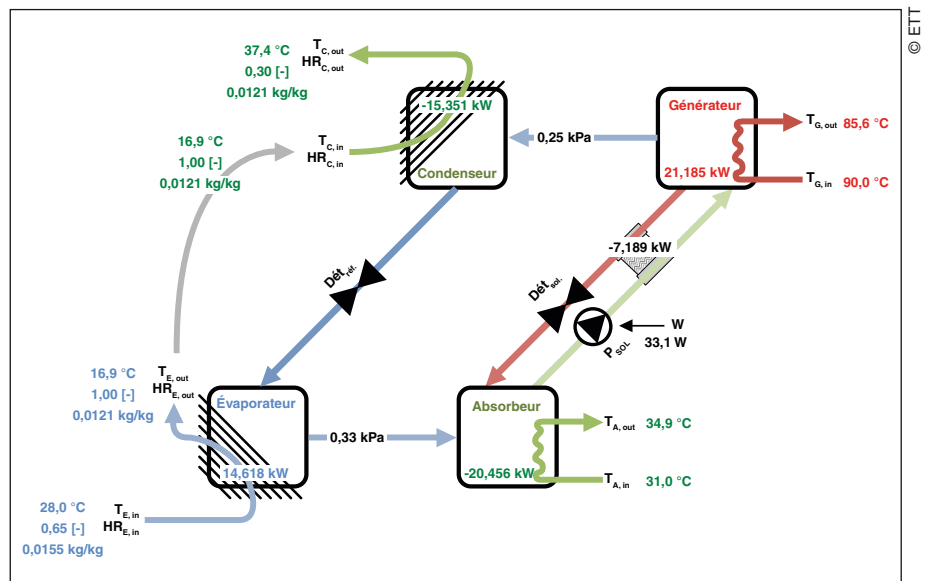 © ETT
37,4 °C
0,30 [-]
0,0121 kg/kg
T C, out
HR C, out
-15,351 kW
Condenseur
Générateur
21,185 kW
T G, out 85,6 °C
T G, in 90,0 °C
0,25 kPa
16,9 °C
1,00 [-]
0,0121 kg/kg
T C, in
HR C, in
-7,189 kW
Dét réf.
Dét sol.
P SOL
W
33,1 W
16,9 °C
1,00 [-]
0,0121 kg/kg
T E, out
HR E, out
Évaporateur
14,618 kW
0,33 kPa
Absorbeur
-20,456 kW
T A, out 34,9 °C
T A, in 31,0 °C
28,0 °C
0,65 [-]
0,0155 kg/kg
T E, in
HR E, in